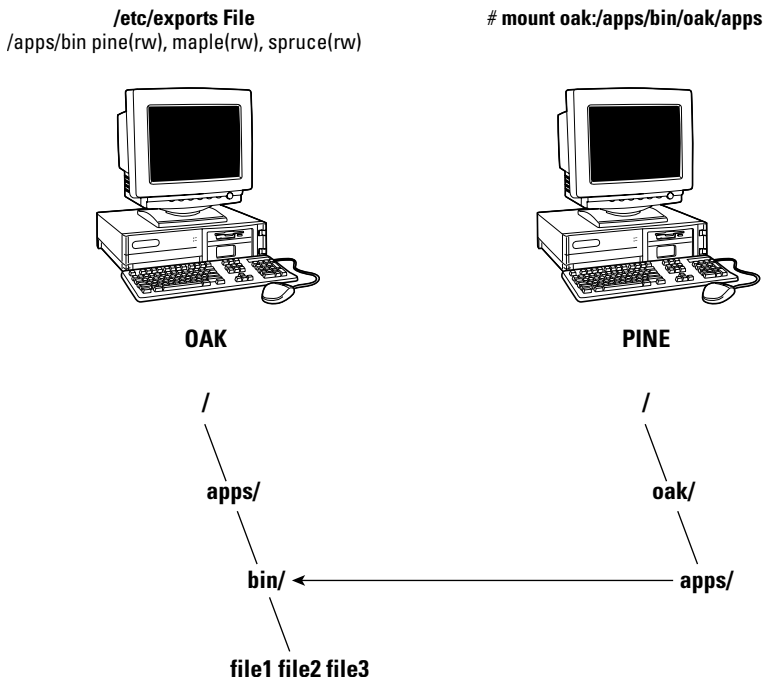 /etc/exports File
/apps/bin pine(rw), maple(rw), spruce(rw)
# mount oak:/apps/bin/oak/apps
OAK
PINE
/
/
apps/
oak/
bin/
apps/
file1 file2 file3